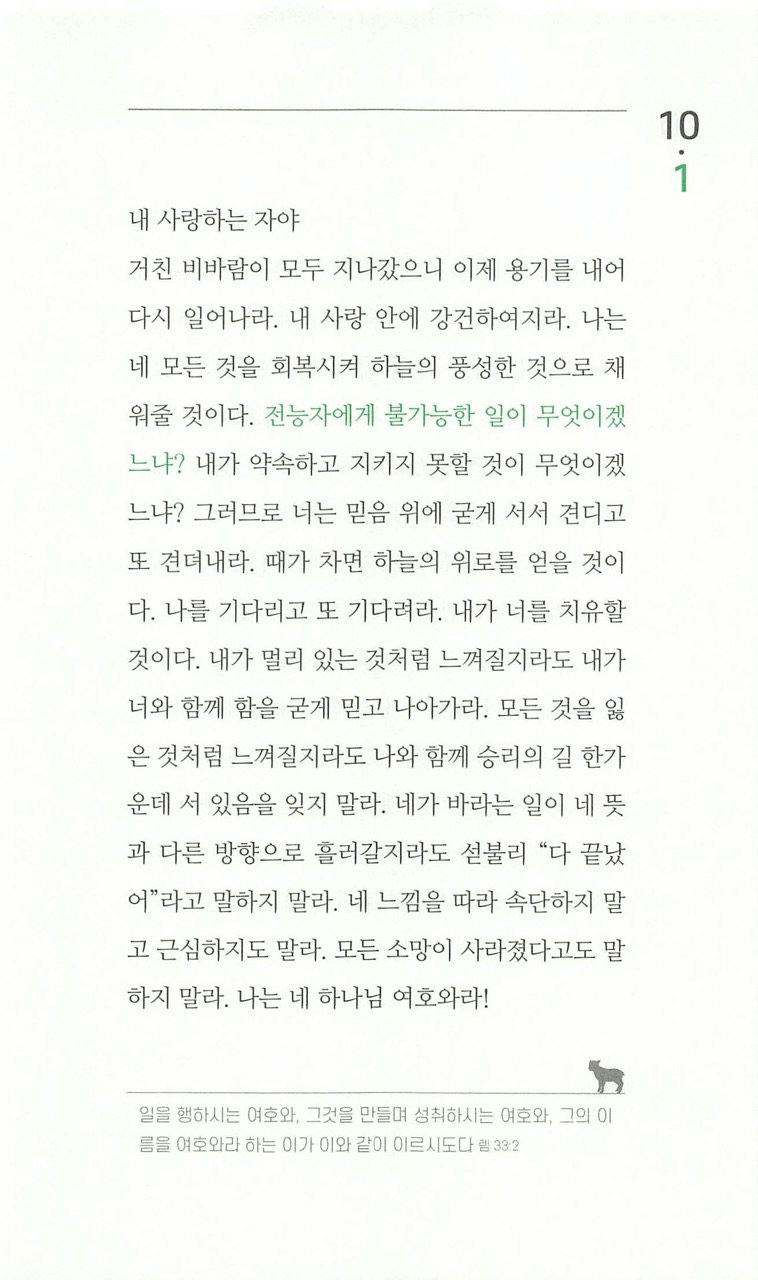 10
·
1
내 사랑하는 자야
거친 비바람이 모두 지나갔으니 이제 용기를 내어
다시 일어나라. 내 사랑 안에 강건하여지라. 나는
네 모든 것을 회복시켜 하늘의 풍성한 것으로 채
워줄 것이다. 전능자에게 불가능한 일이 무엇이겠
느냐? 내가 약속하고 지키지 못할 것이 무엇이겠
느냐? 그러므로 너는 믿음 위에 굳게 서서 견디고
또 견뎌내라. 때가 차면 하늘의 위로를 얻을 것이
다. 나를 기다리고 또 기다려라. 내가 너를 치유할
것이다. 내가 멀리 있는 것처럼 느껴질지라도 내가
너와 함께 함을 굳게 믿고 나아가라. 모든 것을 잃
은 것처럼 느껴질지라도 나와 함께 승리의 길 한가
운데 서 있음을 잊지 말라. 네가 바라는 일이 네 뜻
과 다른 방향으로 흘러갈지라도 섣불리 “다 끝났
어”라고 말하지 말라. 네 느낌을 따라 속단하지 말
고 근심하지도 말라. 모든 소망이 사라졌다고도 말
하지 말라. 나는 네 하나님 여호와라!
일을 행하시는 여호와, 그것을 만들며 성취하시는 여호와, 그의 이
름을 여호와라 하는 이가 이와 같이 이르시도다 렘 33:2